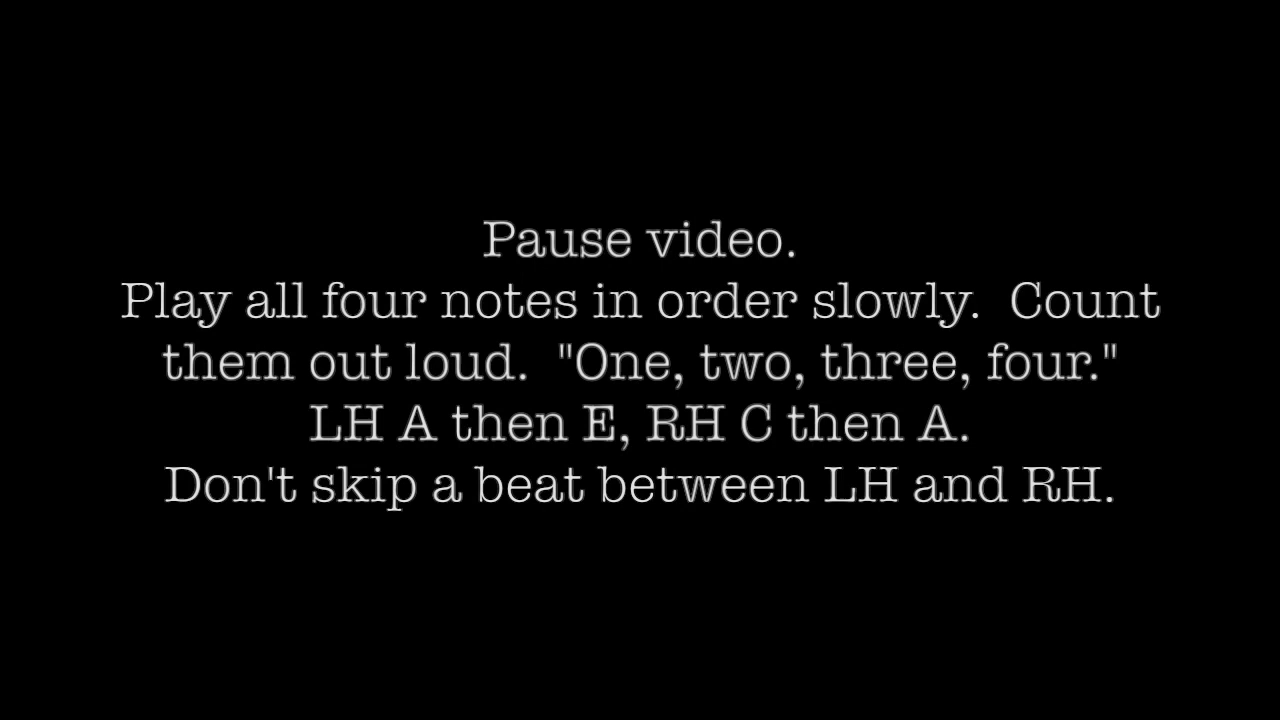 Pause video.
Play all four notes in order slowly.  Count
them out loud.  "One, two, three, four."
LH A then E, RH C then A.
Don't skip a beat between LH and RH.